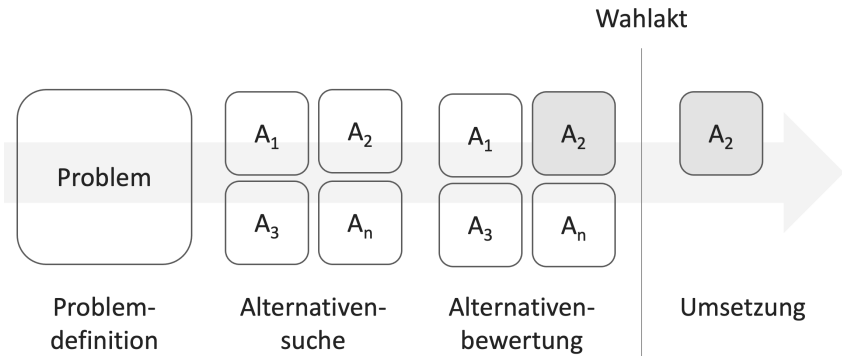 Wahlakt
Problem
A₁ A₂
A₃ Aₙ
A₁ A₂
A₃ Aₙ
A₂
Problem-
definition
Alternativen-
suche
Alternativen-
bewertung
Umsetzung